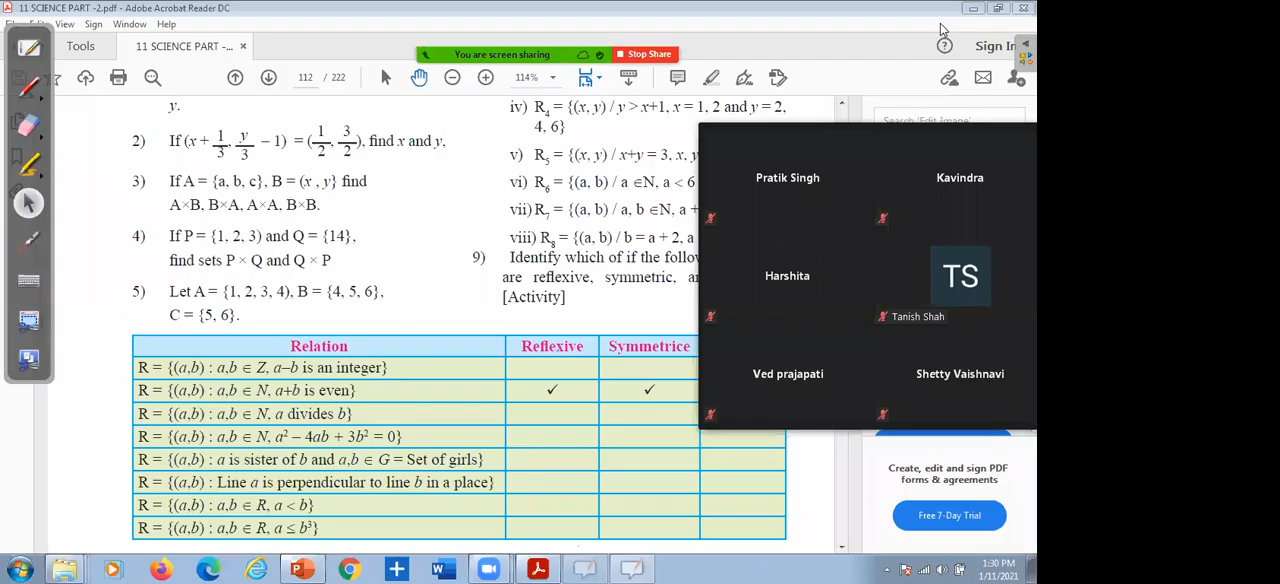 11 SCIENCE PART -2.pdf - Adobe Acrobat Reader DC
View Sign Window Help
Tools
11 SCIENCE PART -... ×
You are screen sharing
Stop Share
Sign In
112 / 222
114%
y.
2) If (x + 1/3, y/3 − 1) = (1/2, 3/2), find x and y,
3) If A = {a, b, c}, B = (x , y} find
A×B, B×A, A×A, B×B.
4) If P = {1, 2, 3) and Q = {14},
find sets P × Q and Q × P
5) Let A = {1, 2, 3, 4), B = {4, 5, 6},
C = {5, 6}.
iv) R₄ = {(x, y) / y > x+1, x = 1, 2 and y = 2,
4, 6}
v) R₅ = {(x, y) / x+y = 3, x, y
vi) R₆ = {(a, b) / a ∈N, a < 6
vii) R₇ = {(a, b) / a, b ∈N, a +
viii) R₈ = {(a, b) / b = a + 2, a
9) Identify which of if the follow
are reflexive, symmetric, an
[Activity]
Relation Reflexive Symmetrice
R = {(a,b) : a,b ∈ Z, a–b is an integer}
R = {(a,b) : a,b ∈ N, a+b is even} ✓ ✓
R = {(a,b) : a,b ∈ N, a divides b}
R = {(a,b) : a,b ∈ N, a² – 4ab + 3b² = 0}
R = {(a,b) : a is sister of b and a,b ∈ G = Set of girls}
R = {(a,b) : Line a is perpendicular to line b in a place}
R = {(a,b) : a,b ∈ R, a < b}
R = {(a,b) : a,b ∈ R, a ≤ b³}
Search 'Edit Image'
Pratik Singh
Kavindra
Harshita
TS
Tanish Shah
Ved prajapati
Shetty Vaishnavi
Create, edit and sign PDF
forms & agreements
Free 7-Day Trial
1:30 PM
1/11/2021